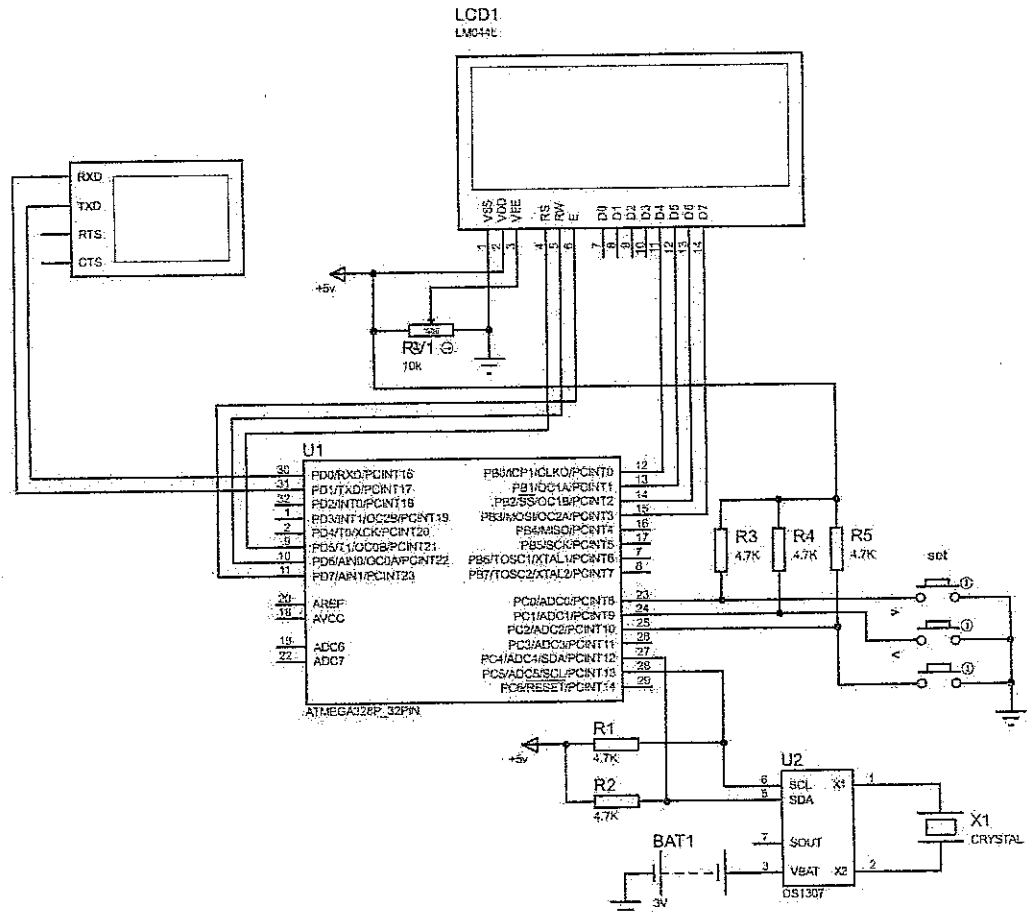 LCD1
LM044L
RXD
TXD
RTS
CTS
VSS
VDD
VEE
RS
RW
E
D0
D1
D2
D3
D4
D5
D6
D7
1
2
3
4
5
6
7
8
9
10
11
12
13
14
+5v
RV1
10k
U1
30 PD0/RXD/PCINT16
31 PD1/TXD/PCINT17
32 PD2/INT0/PCINT18
1 PD3/INT1/OC2B/PCINT19
2 PD4/T0/XCK/PCINT20
9 PD5/T1/OC0B/PCINT21
10 PD6/AIN0/OC0A/PCINT22
11 PD7/AIN1/PCINT23
20 AREF
18 AVCC
19 ADC6
22 ADC7
PB0/ICP1/CLKO/PCINT0 12
PB1/OC1A/PCINT1 13
PB2/SS/OC1B/PCINT2 14
PB3/MOSI/OC2A/PCINT3 15
PB4/MISO/PCINT4 16
PB5/SCK/PCINT5 17
PB6/TOSC1/XTAL1/PCINT6 7
PB7/TOSC2/XTAL2/PCINT7 8
PC0/ADC0/PCINT8 23
PC1/ADC1/PCINT9 24
PC2/ADC2/PCINT10 25
PC3/ADC3/PCINT11 26
PC4/ADC4/SDA/PCINT12 27
PC5/ADC5/SCL/PCINT13 28
PC6/RESET/PCINT14 29
ATMEGA328P_32PIN
R3
4.7K
R4
4.7K
R5
4.7K
set
>
<
+5v
R1
4.7K
R2
4.7K
U2
6 SCL
5 SDA
7 SOUT
3 VBAT
X1 1
X2 2
DS1307
X1
CRYSTAL
BAT1
3V